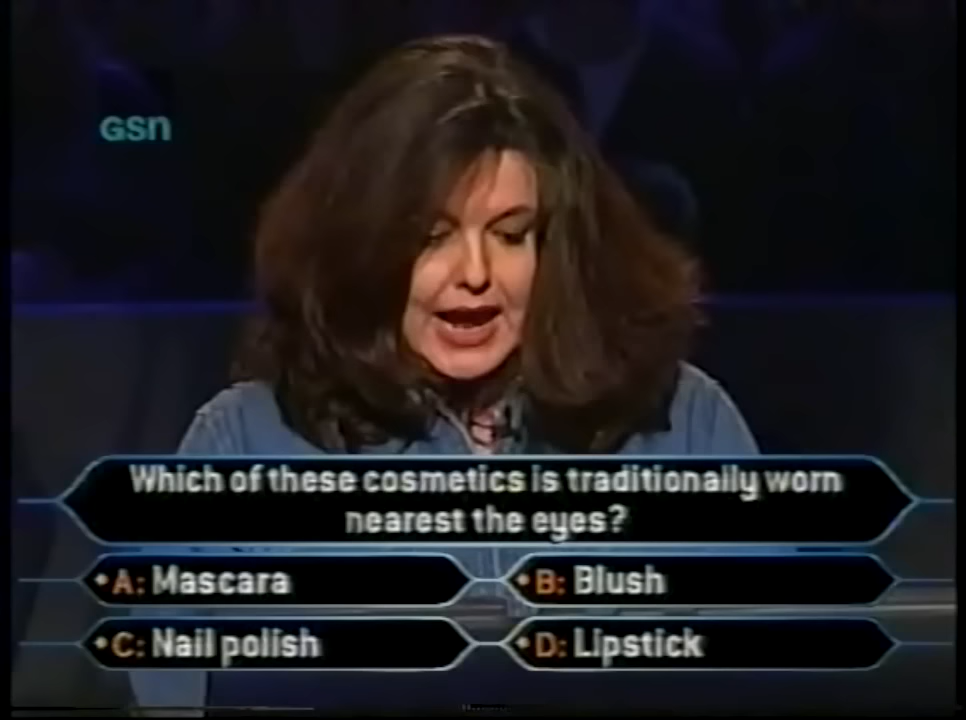 GSN
Which of these cosmetics is traditionally worn
nearest the eyes?
A: Mascara
B: Blush
C: Nail polish
D: Lipstick